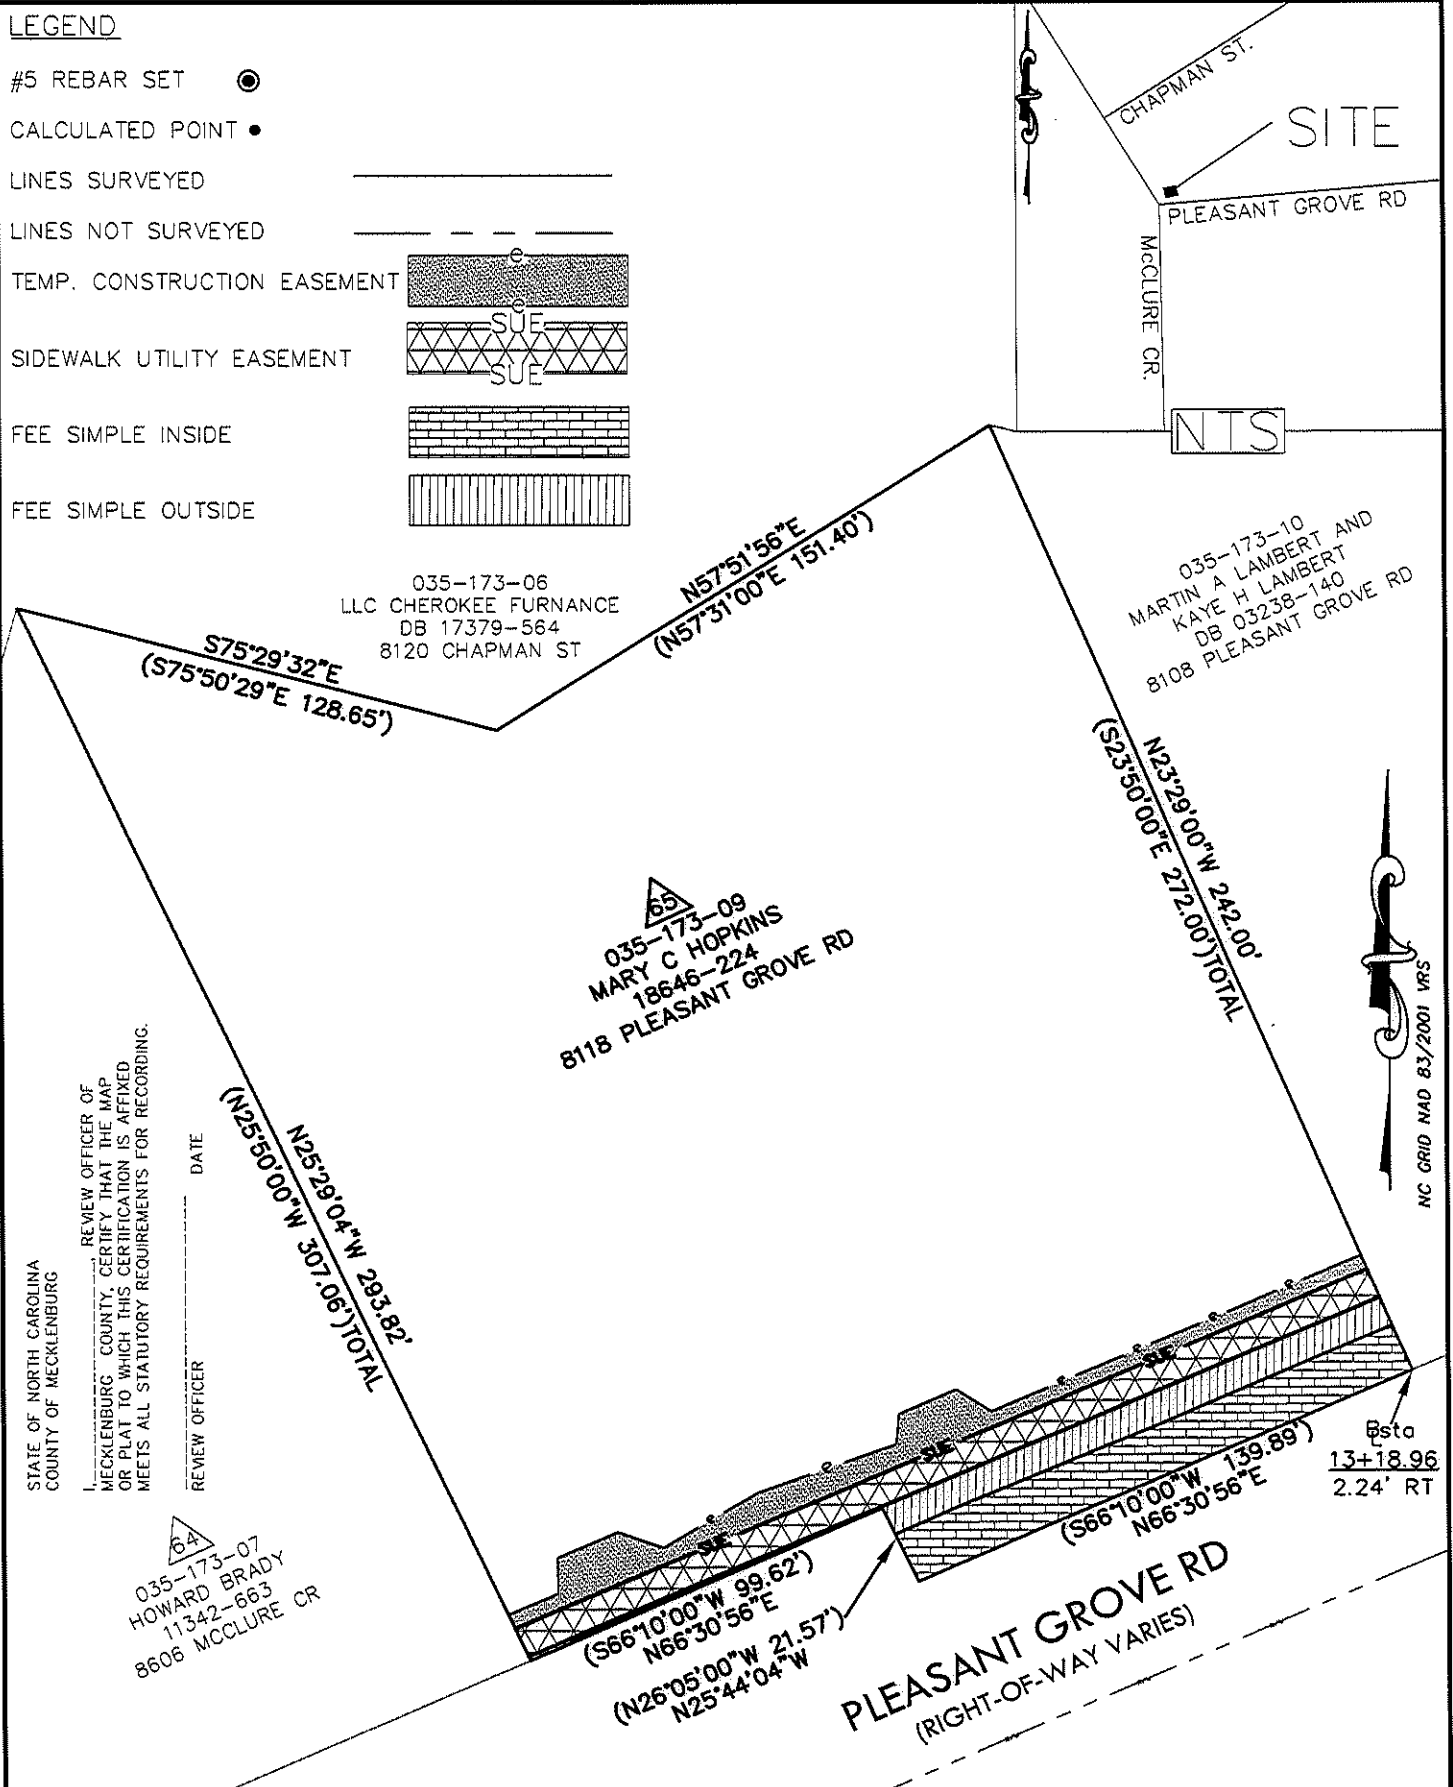 LEGEND
#5 REBAR SET
CALCULATED POINT
LINES SURVEYED
LINES NOT SURVEYED
TEMP. CONSTRUCTION EASEMENT
e
e
SIDEWALK UTILITY EASEMENT
SUE
SUE
FEE SIMPLE INSIDE
FEE SIMPLE OUTSIDE
CHAPMAN ST.
SITE
PLEASANT GROVE RD
McCLURE CR.
NTS
035-173-06
LLC CHEROKEE FURNANCE
DB 17379-564
8120 CHAPMAN ST
S75°29'32"E
(S75°50'29"E 128.65')
N57°51'56"E
(N57°31'00"E 151.40')
035-173-10
MARTIN A LAMBERT AND
KAYE H LAMBERT
DB 03238-140
8108 PLEASANT GROVE RD
N23°29'00"W 242.00'
(S23°50'00"E 272.00')TOTAL
65
035-173-09
MARY C HOPKINS
18646-224
8118 PLEASANT GROVE RD
NC GRID NAD 83/2001 VRS
N25°29'04"W 293.82'
(N25°50'00"W 307.06')TOTAL
STATE OF NORTH CAROLINA
COUNTY OF MECKLENBURG
I, , REVIEW OFFICER OF
MECKLENBURG COUNTY, CERTIFY THAT THE MAP
OR PLAT TO WHICH THIS CERTIFICATION IS AFFIXED
MEETS ALL STATUTORY REQUIREMENTS FOR RECORDING.
REVIEW OFFICER DATE
64
035-173-07
HOWARD BRADY
11342-663
8606 MCCLURE CR
e
e
e
e
e
e
SUE
SUE
SUE
(S66°10'00"W 99.62')
N66°30'56"E
(N26°05'00"W 21.57')
N25°44'04"W
(S66°10'00"W 139.89')
N66°30'56"E
sta
13+18.96
2.24' RT
PLEASANT GROVE RD
(RIGHT-OF-WAY VARIES)